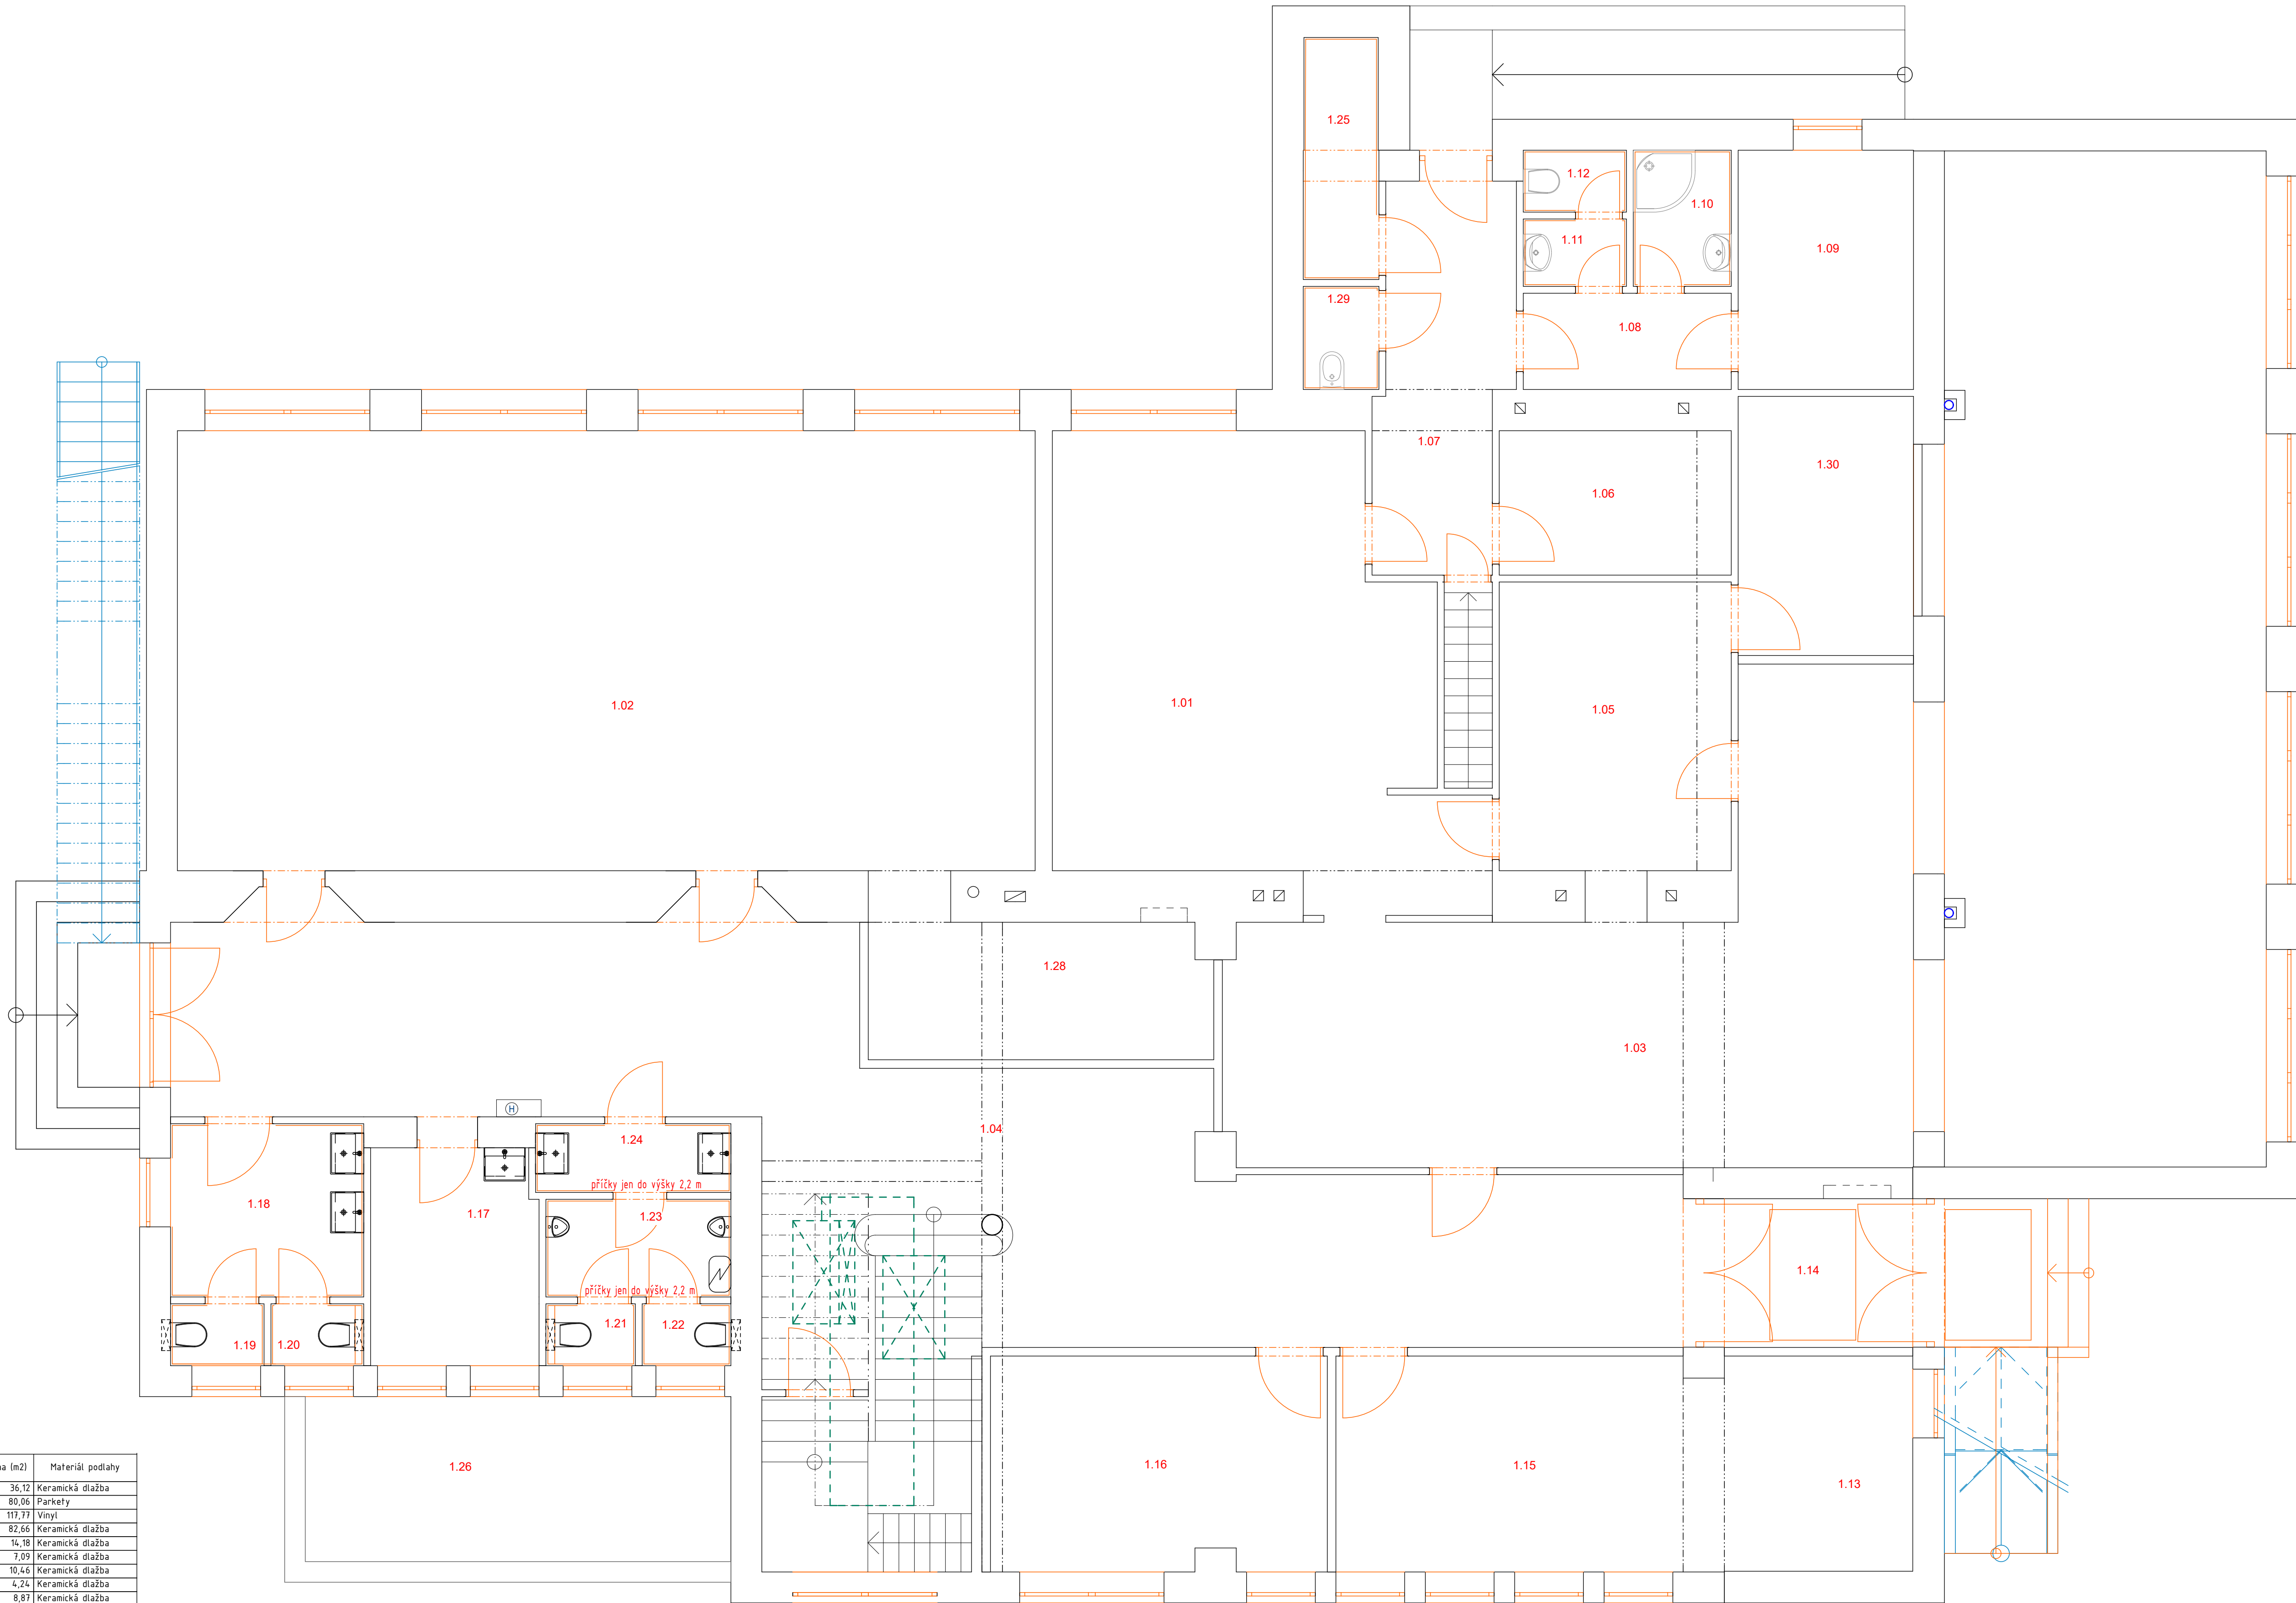 1.25
1.12
1.10
1.11
1.09
1.29
1.08
1.07
1.30
1.06
1.02
1.01
1.05
1.28
1.03
H
1.04
1.24
příčky jen do výšky 2,2 m
1.18
1.17
1.23
1.14
příčky jen do výšky 2,2 m
1.19
1.20
1.21
1.22
1.26
1.16
1.15
1.13
(m2) Materiál podlahy
36,12 Keramická dlažba
80,06 Parkety
117,77 Vinyl
82,66 Keramická dlažba
14,18 Keramická dlažba
7,09 Keramická dlažba
10,46 Keramická dlažba
4,24 Keramická dlažba
8,87 Keramická dlažba